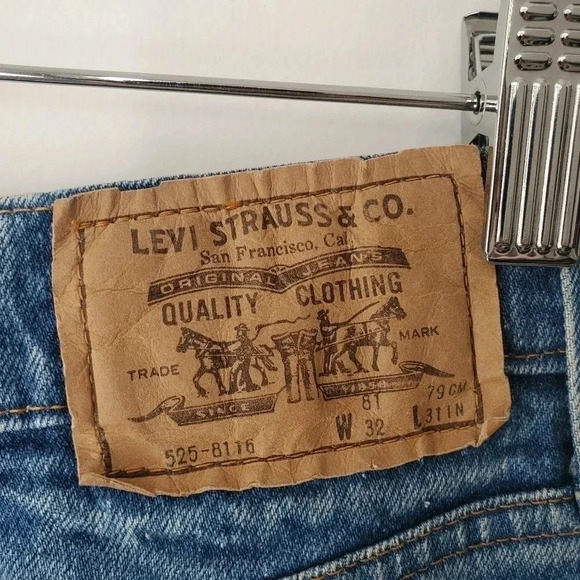 LEVI STRAUSS & CO.
San Francisco, Cal.
ORIGINAL JEANS
QUALITY CLOTHING
TRADE MARK
SINCE 1850
81 79 CM
525-8116 W 32 L 31 IN